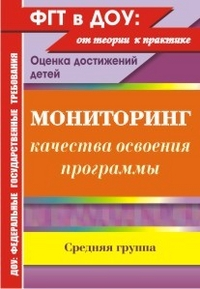 ФГТ в ДОУ:
от теории к практике
Оценка достижений
детей
МОНИТОРИНГ
качества освоения
программы
Средняя группа
ДОУ: ФЕДЕРАЛЬНЫЕ ГОСУДАРСТВЕННЫЕ ТРЕБОВАНИЯ